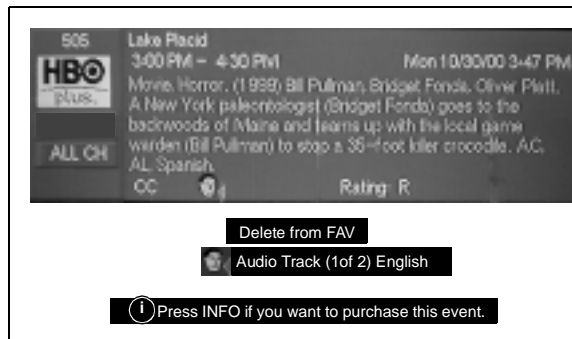 505
Lake Placid
3:00 PM – 4:30 PM Mon 10/30/00 3:47 PM
HBO
plus.
Movie, Horror. (1999) Bill Pullman, Bridget Fonda, Oliver Platt.
A New York paleontologist (Bridget Fonda) goes to the
backwoods of Maine and teams up with the local game
warden (Bill Pullman) to stop a 35-foot killer crocodile. AC,
AL, Spanish.
ALL CH
CC Rating: R
Delete from FAV
Audio Track (1of 2) English
i Press INFO if you want to purchase this event.